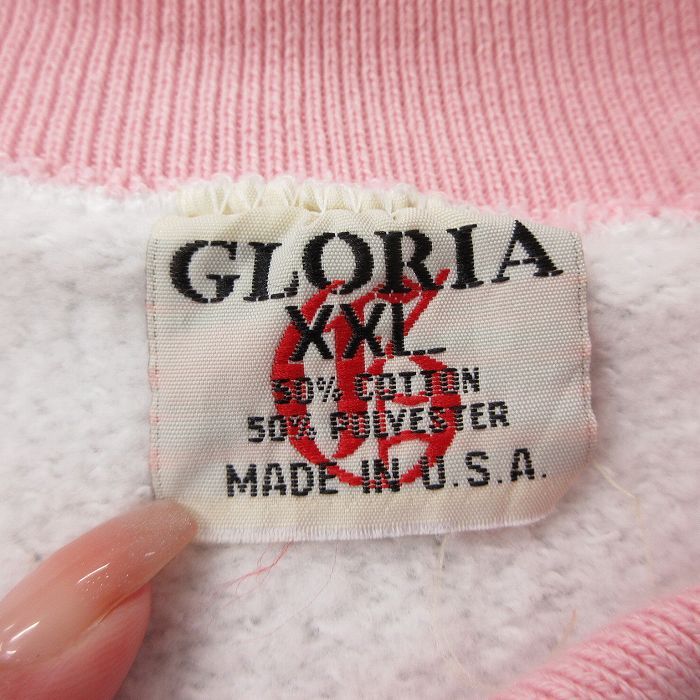 GLORIA
XXL
50% COTTON
50% POLYESTER
MADE IN U.S.A.